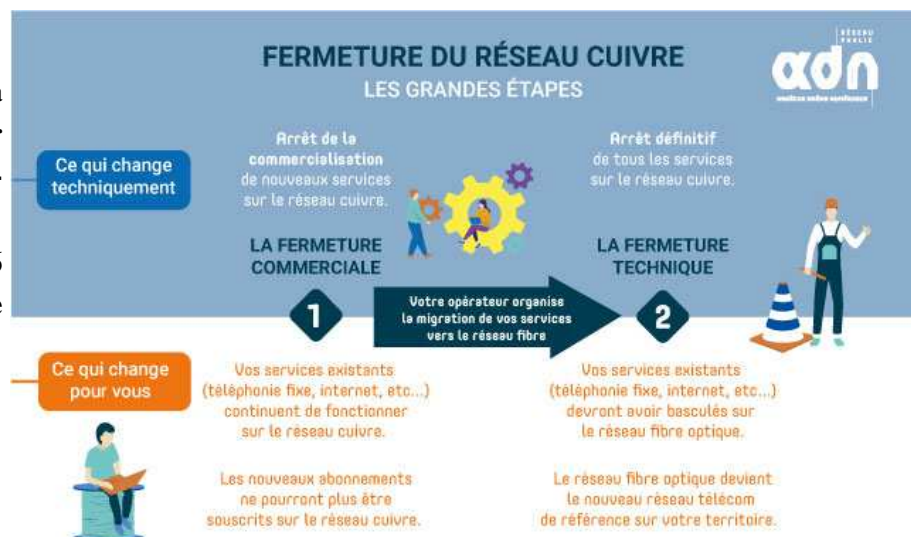 FERMETURE DU RÉSEAU CUIVRE
LES GRANDES ÉTAPES
RÉSEAU
PUBLIC
adn
Ce qui change
techniquement
Arrêt de la
commercialisation
de nouveaux services
sur le réseau cuivre.
Arrêt définitif
de tous les services
sur le réseau cuivre.
LA FERMETURE
COMMERCIALE
LA FERMETURE
TECHNIQUE
1
Votre opérateur organise
la migration de vos services
vers le réseau fibre
2
Ce qui change
pour vous
Vos services existants
(téléphonie fixe, internet, etc...)
continuent de fonctionner
sur le réseau cuivre.
Les nouveaux abonnements
ne pourront plus être
souscrits sur le réseau cuivre.
Vos services existants
(téléphonie fixe, internet, etc...)
devront avoir basculés sur
le réseau fibre optique.
Le réseau fibre optique devient
le nouveau réseau télécom
de référence sur votre territoire.